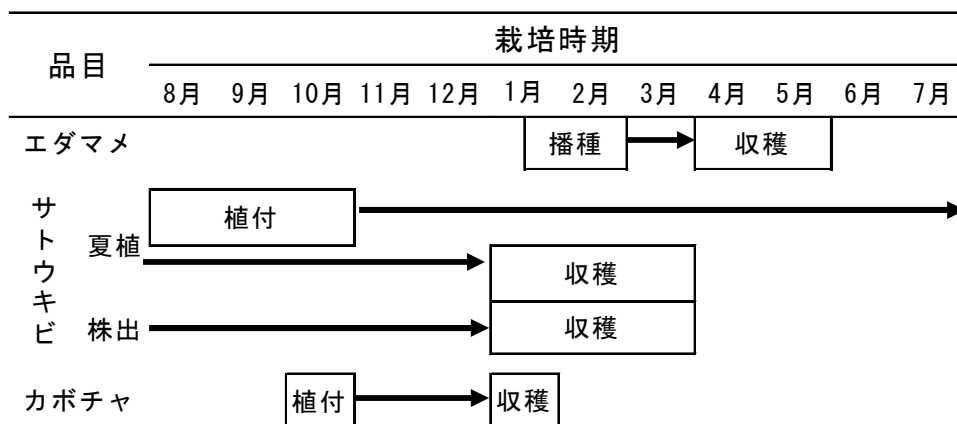 品目
栽培時期
8月 9月 10月 11月 12月 1月 2月 3月 4月 5月 6月 7月
エダマメ 播種 収穫
サトウキビ
夏植 植付
収穫
株出 収穫
カボチャ 植付 収穫